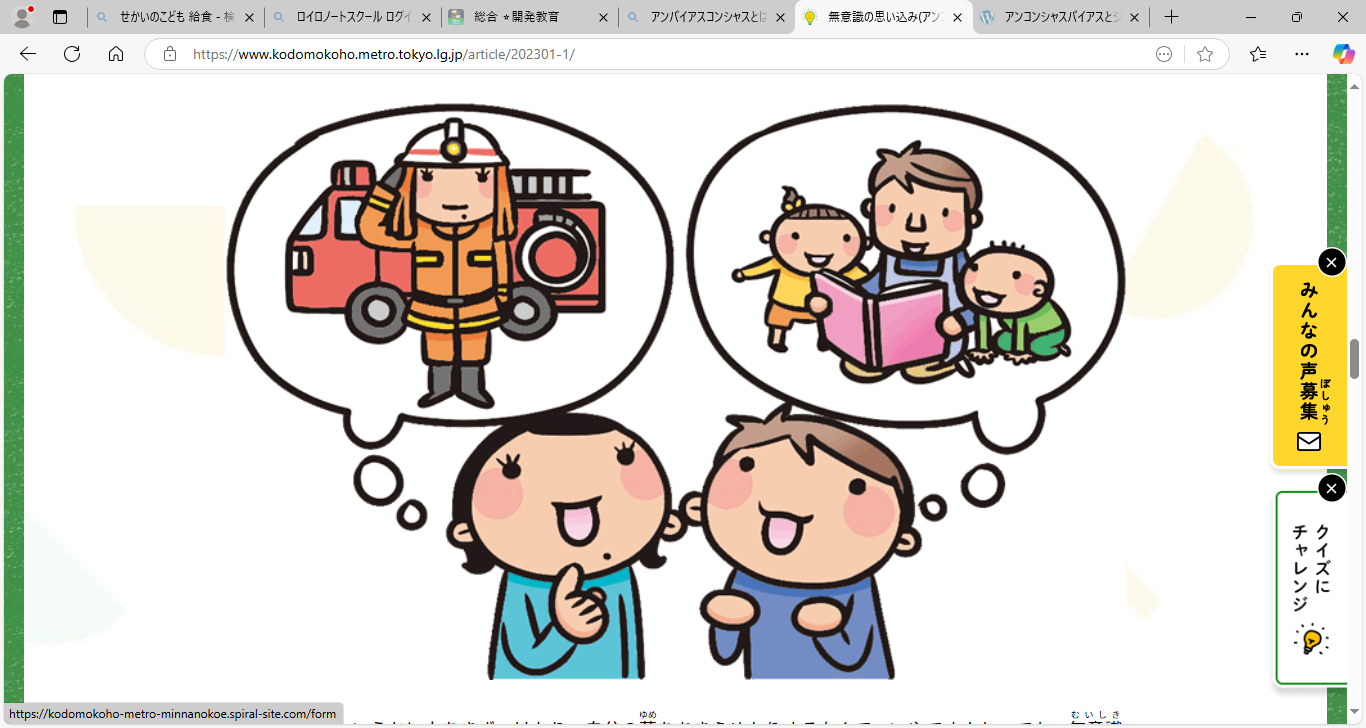 せかいのこども 給食 - 検
ロイロノートスクール ログイ
総合 ⭐開発教育
アンバイアスコンシャスとは
無意識の思い込み(アン
アンコンシャスバイアスとジ
https://www.kodomokoho.metro.tokyo.lg.jp/article/202301-1/
みんなの声募集
ぼしゅう
クイズに
チャレンジ
ゆめ
むいしき
https://kodomokoho-metro-minnanokoe.spiral-site.com/form